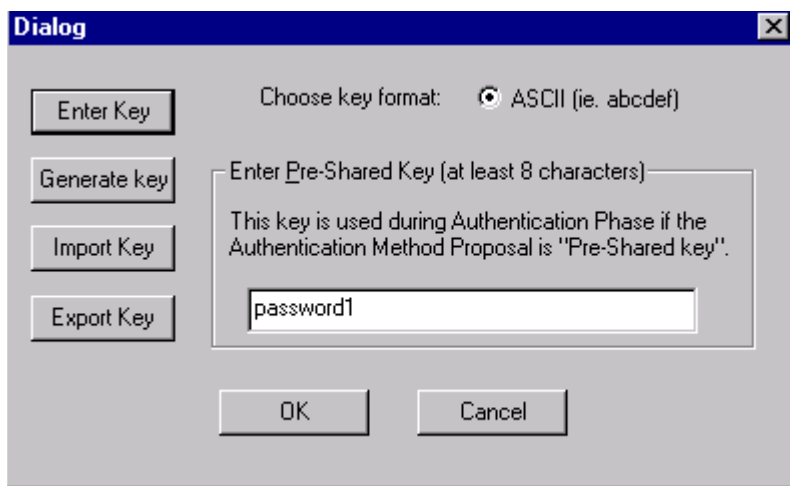 Dialog
Enter Key
Choose key format:
ASCII (ie. abcdef)
Generate key
Enter Pre-Shared Key (at least 8 characters)
This key is used during Authentication Phase if the
Authentication Method Proposal is "Pre-Shared key".
Import Key
password1
Export Key
OK
Cancel